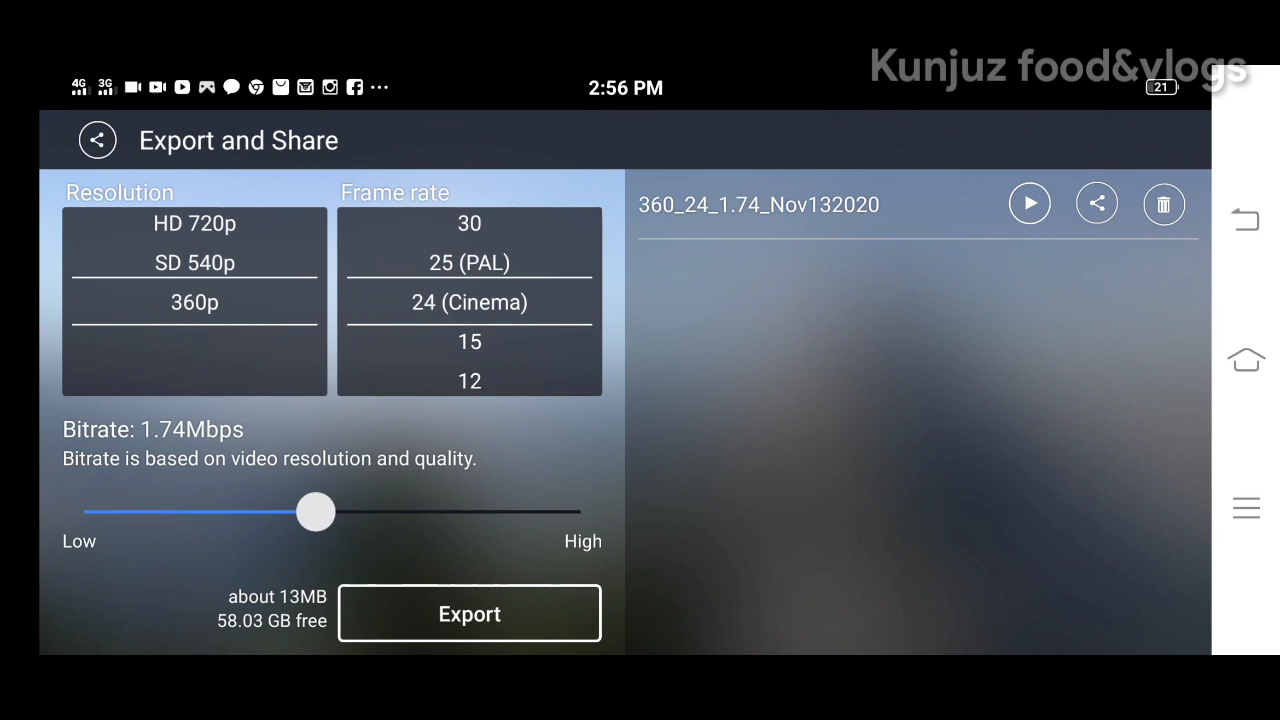 Kunjuz food&vlogs
4G 3G 2:56 PM 21
Export and Share
Resolution
HD 720p
SD 540p
360p
Frame rate
30
25 (PAL)
24 (Cinema)
15
12
Bitrate: 1.74Mbps
Bitrate is based on video resolution and quality.
Low High
about 13MB
58.03 GB free
Export
360_24_1.74_Nov132020